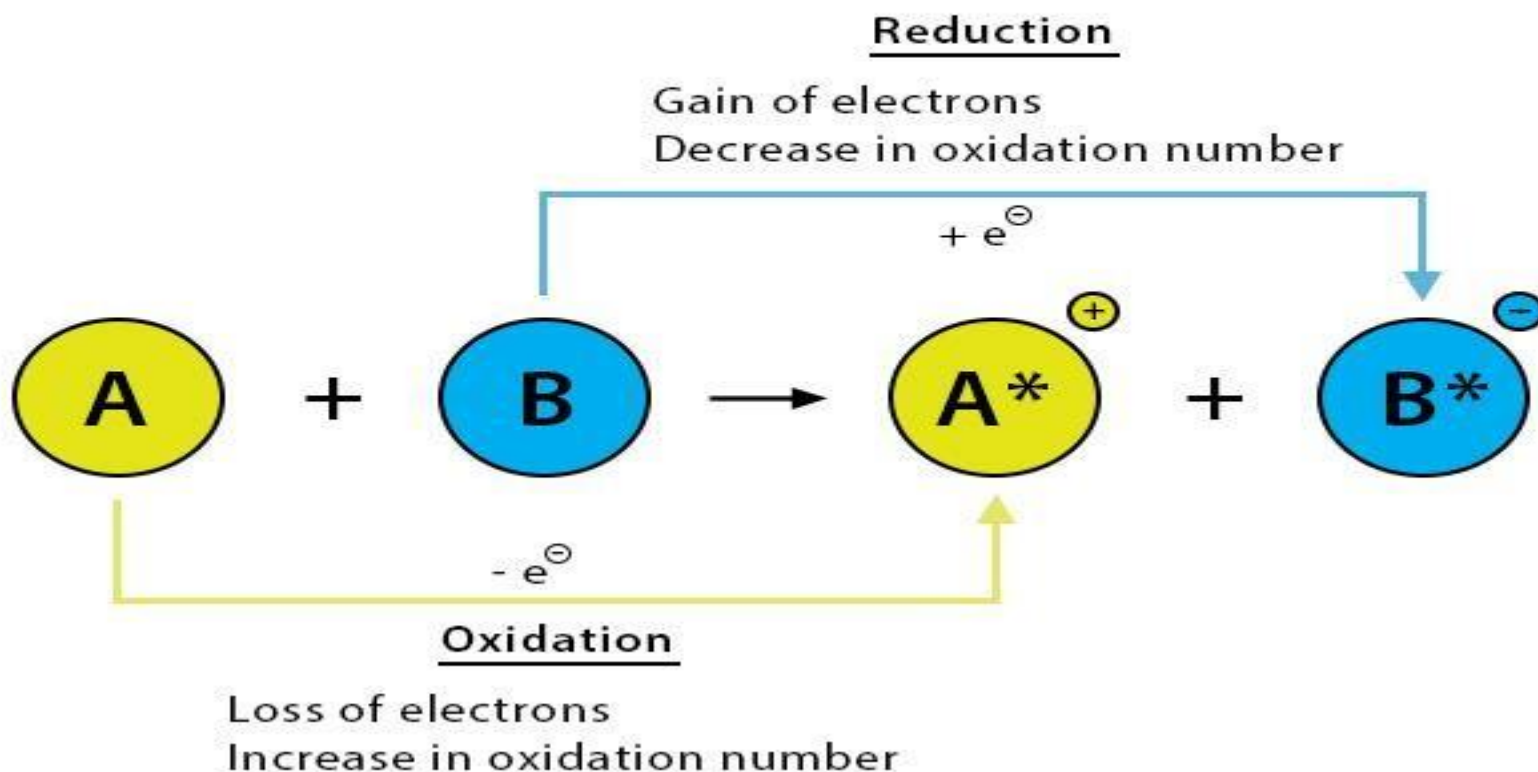 Reduction
Gain of electrons
Decrease in oxidation number
+ e⊖
A + B → A* ⊕ + B* ⊖
- e⊖
Oxidation
Loss of electrons
Increase in oxidation number